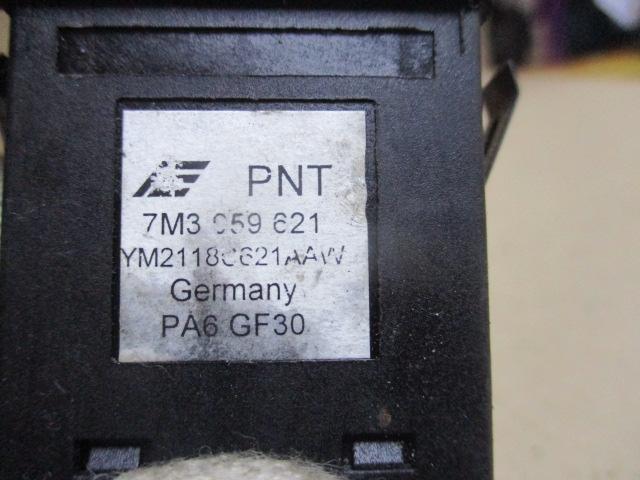 PNT
7M3 959 621
YM2118C621AAW
Germany
PA6 GF30